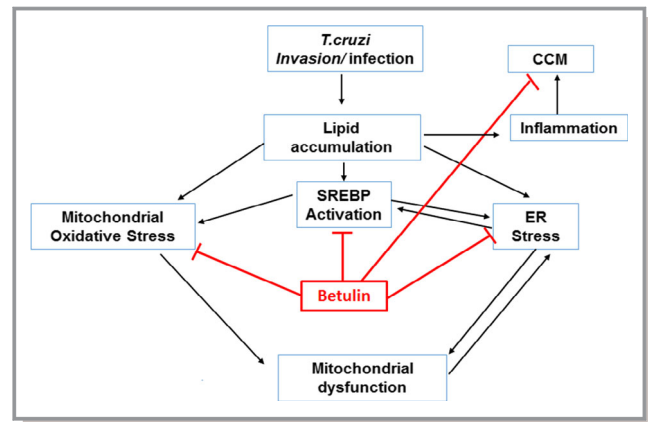 T.cruzi
Invasion/ infection
CCM
Lipid
accumulation
Inflammation
SREBP
Activation
Mitochondrial
Oxidative Stress
ER
Stress
Betulin
Mitochondrial
dysfunction